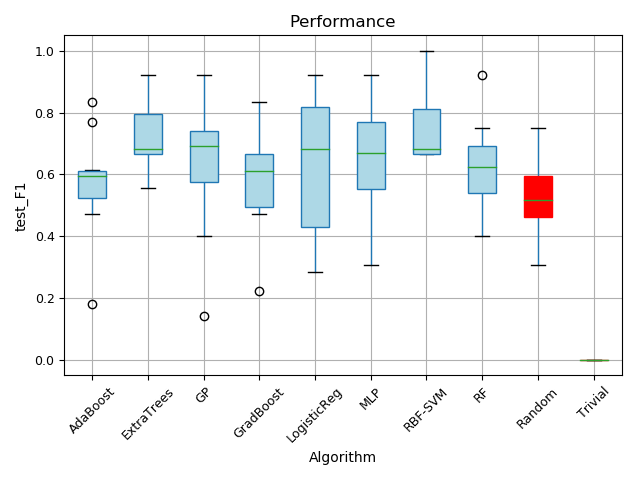 Performance
test_F1
1.0
0.8
0.6
0.4
0.2
0.0
AdaBoost
ExtraTrees
GP
GradBoost
LogisticReg
MLP
RBF-SVM
RF
Random
Trivial
Algorithm